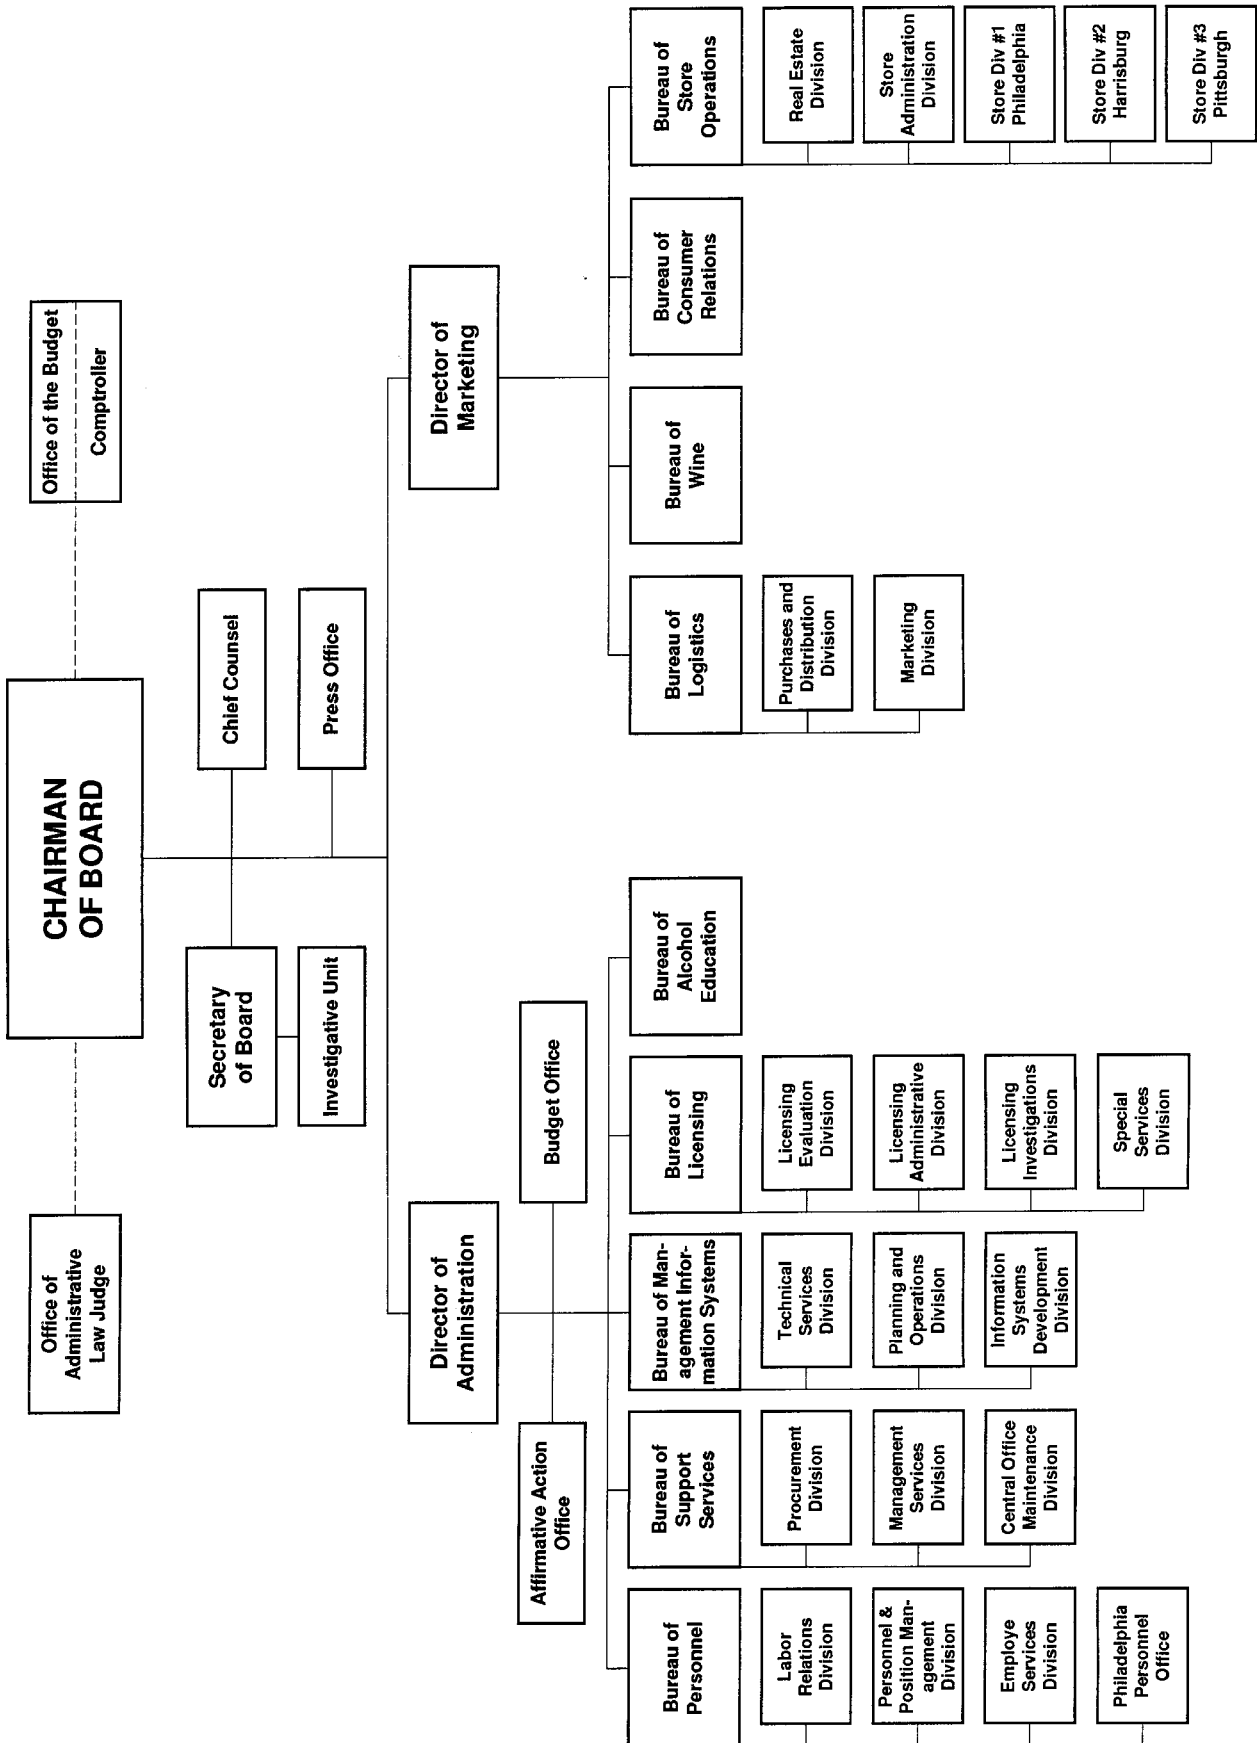 CHAIRMAN
OF BOARD
Office of
Administrative
Law Judge
Office of the Budget
Comptroller
Secretary
of Board
Chief Counsel
Investigative Unit
Press Office
Director of
Administration
Director of
Marketing
Affirmative Action
Office
Budget Office
Bureau of
Personnel
Labor
Relations
Division
Personnel &
Position Man-
agement
Division
Employe
Services
Division
Philadelphia
Personnel
Office
Bureau of
Support
Services
Procurement
Division
Management
Services
Division
Central Office
Maintenance
Division
Bureau of Man-
agement Infor-
mation Systems
Technical
Services
Division
Planning and
Operations
Division
Information
Systems
Development
Division
Bureau of
Licensing
Licensing
Evaluation
Division
Licensing
Administrative
Division
Licensing
Investigations
Division
Special
Services
Division
Bureau of
Alcohol
Education
Bureau of
Logistics
Purchases and
Distribution
Division
Marketing
Division
Bureau of
Wine
Bureau of
Consumer
Relations
Bureau of
Store
Operations
Real Estate
Division
Store
Administration
Division
Store Div #1
Philadelphia
Store Div #2
Harrisburg
Store Div #3
Pittsburgh